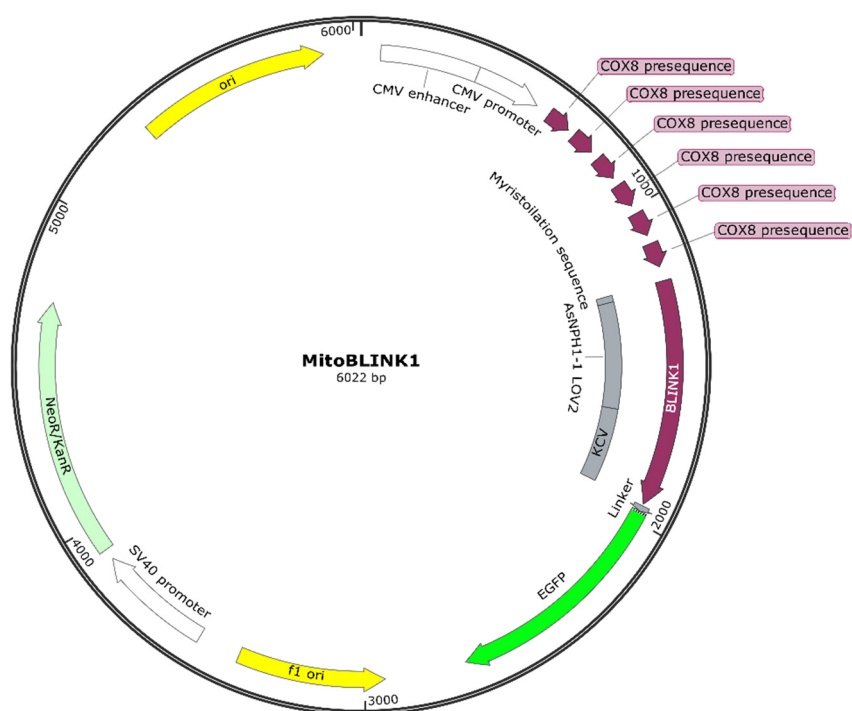 6000
ori
CMV enhancer
CMV promoter
COX8 presequence
COX8 presequence
COX8 presequence
COX8 presequence
COX8 presequence
COX8 presequence
1000
5000
Myristoilation sequence
AsNPH1-1 LOV2
KCV
BLINK1
MitoBLINK1
6022 bp
NeoR/KanR
Linker
2000
EGFP
4000
SV40 promoter
f1 ori
3000